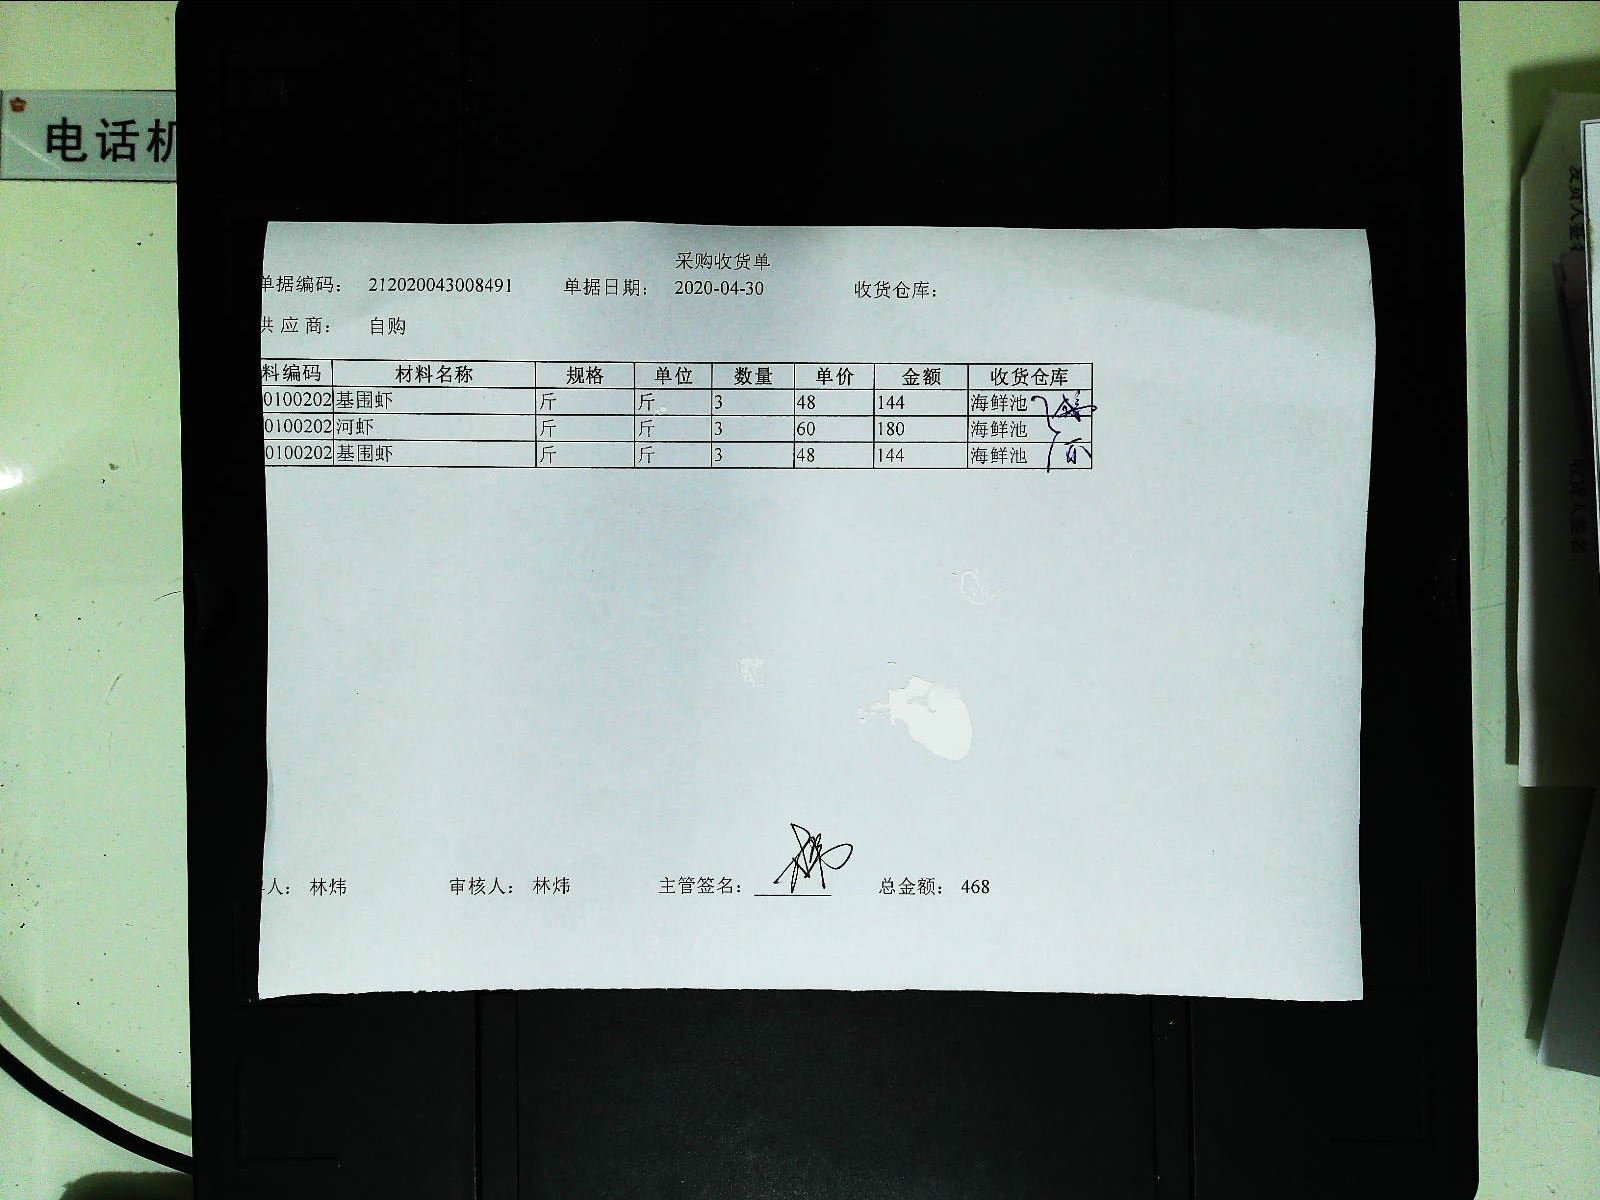 电话机
采购收货单
单据编码: 212020043008491 单据日期: 2020-04-30 收货仓库:
供应商: 自购
料编码 材料名称 规格 单位 数量 单价 金额 收货仓库
0100202 基围虾 斤 斤 3 48 144 海鲜池
0100202 河虾 斤 斤 3 60 180 海鲜池
0100202 基围虾 斤 斤 3 48 144 海鲜池
人: 林炜 审核人: 林炜 主管签名: 总金额: 468